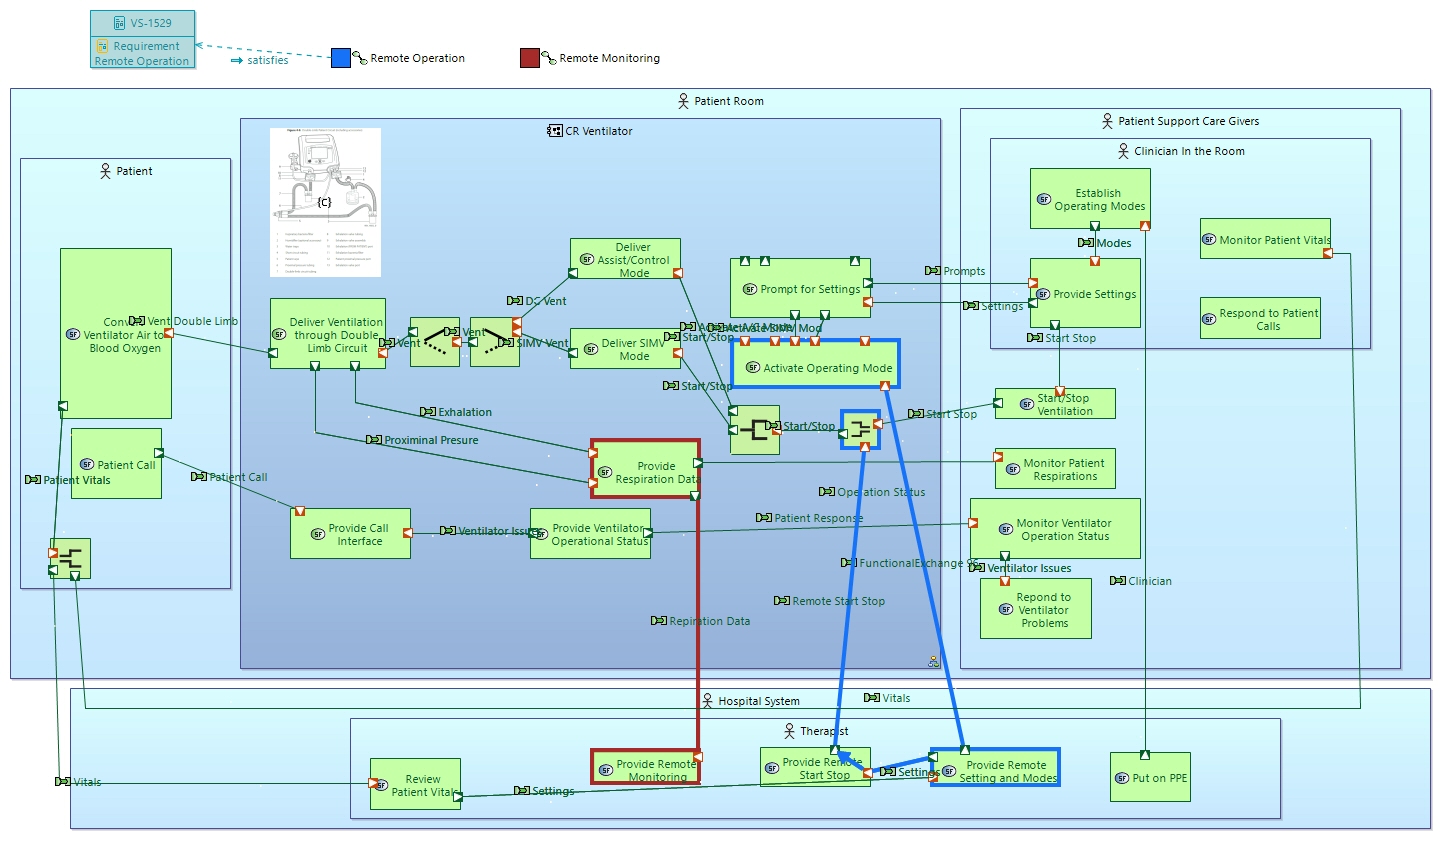 VS-1529
Requirement
Remote Operation
satisfies
Remote Operation
Remote Monitoring
Patient Room
Patient Support Care Givers
CR Ventilator
Clinician In the Room
Patient
Establish
Operating Modes
{c}
Monitor Patient Vitals
Modes
Deliver
Assist/Control
Mode
Prompts
Prompt for Settings
Provide Settings
DC Vent
Settings
Vent Double Limb
Ventilator Air to
Blood Oxygen
Deliver Ventilation
through Double
Limb Circuit
Vent
Vent
SIMV Vent
Deliver SIMV
Mode
Start/Stop
Respond to Patient
Calls
Start Stop
Activate Operating Mode
Start/Stop
Start/Stop
Ventilation
Exhalation
Start/Stop
Start Stop
Proximinal Presure
Patient Call
Provide
Respiration Data
Monitor Patient
Respirations
Patient Vitals
Patient Call
Operation Status
Provide Call
Interface
Ventilator Issues
Provide Ventilator
Operational Status
Patient Response
Monitor Ventilator
Operation Status
FunctionalExchange
Ventilator Issues
Clinician
Remote Start Stop
Repond to
Ventilator
Problems
Repiration Data
Hospital System
Vitals
Therapist
Vitals
Review
Patient Vitals
Settings
Provide Remote
Monitoring
Provide Remote
Start Stop
Settings
Provide Remote
Setting and Modes
Put on PPE